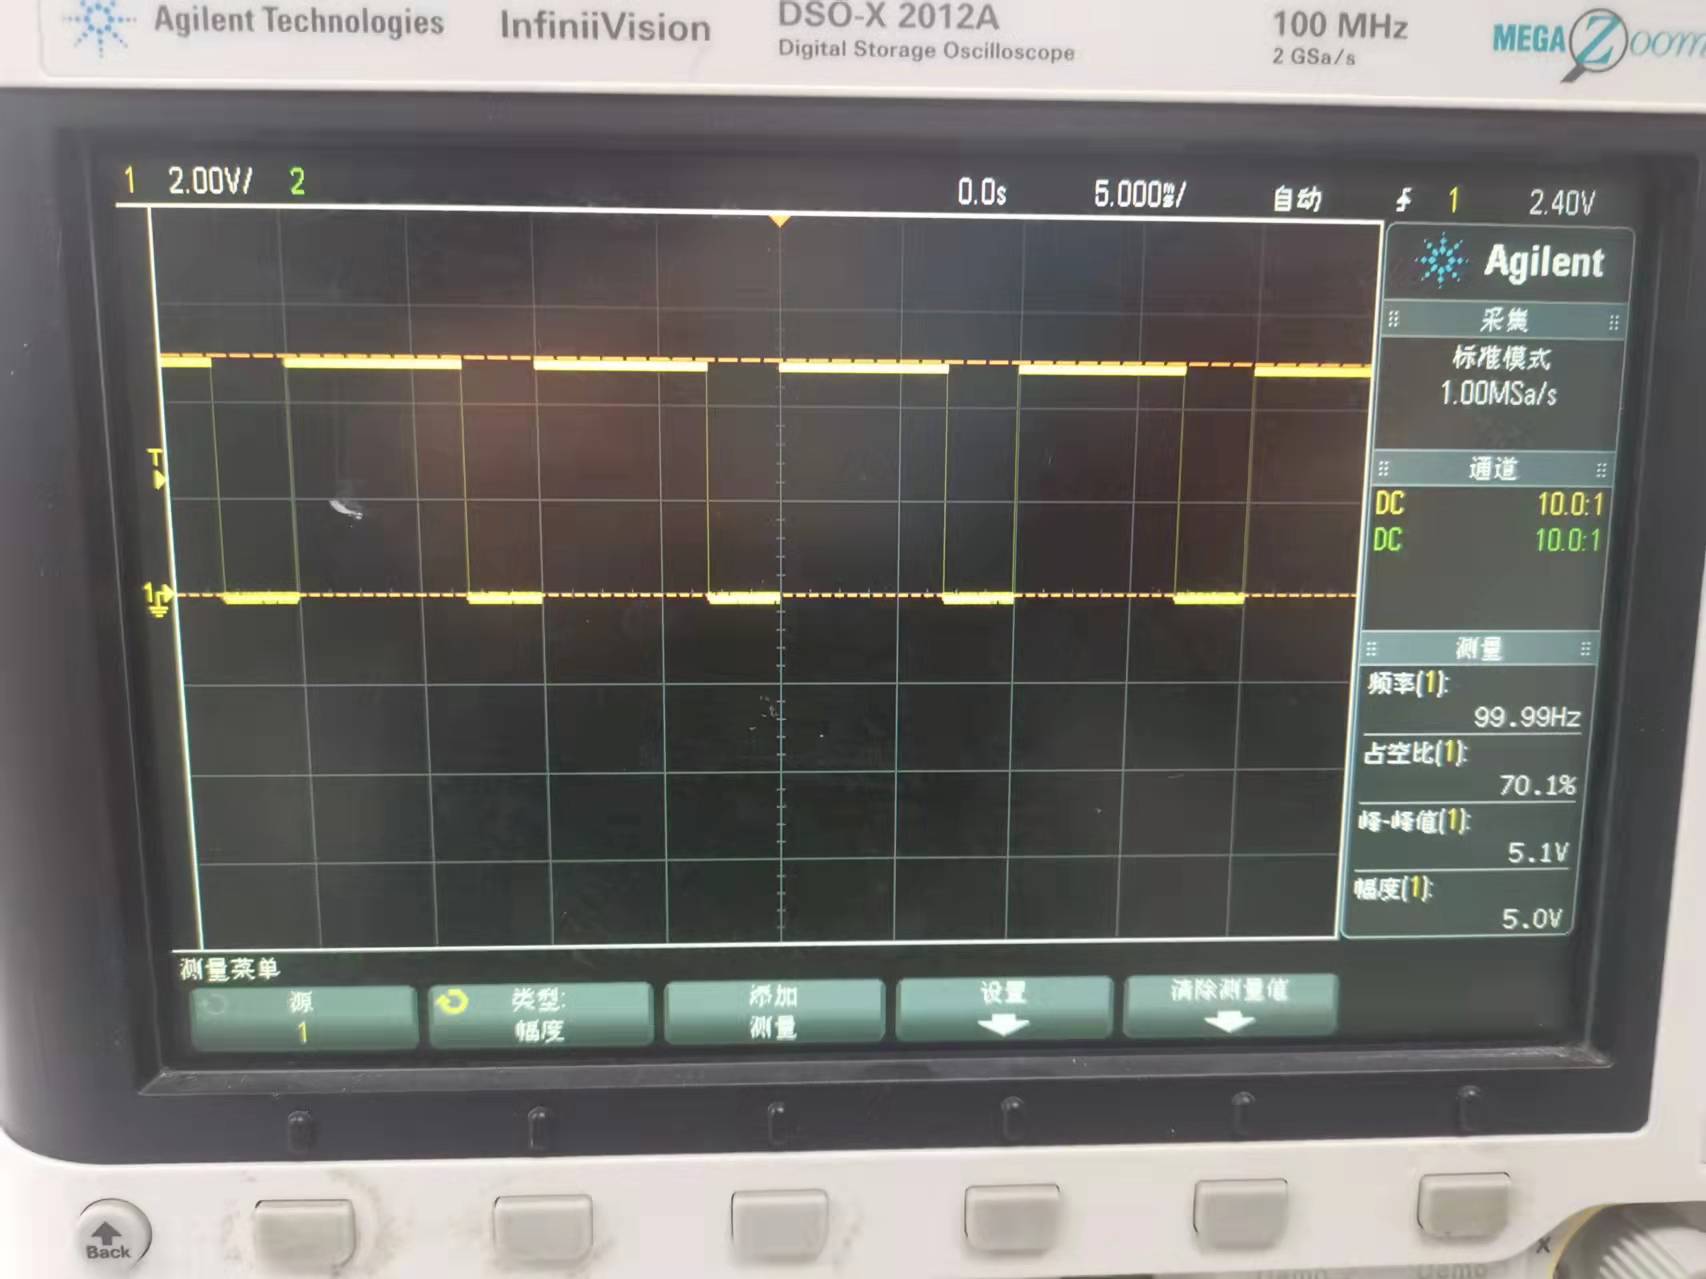 Agilent Technologies InfiniiVision DSO-X 2012A 100 MHz MEGA Zoom
Digital Storage Oscilloscope 2 GSa/s
1 2.00V/ 2 0.0s 5.000ms/ 自动 1 2.40V
Agilent
采集
标准模式
1.00MSa/s
T
通道
DC 10.0:1
DC 10.0:1
1
测量
频率(1):
99.99Hz
占空比(1):
70.1%
峰-峰值(1):
5.1V
幅度(1):
5.0V
测量菜单
源
1
类型:
幅度
添加
测量
设置
清除测量值
Back
X
Demo
Demo